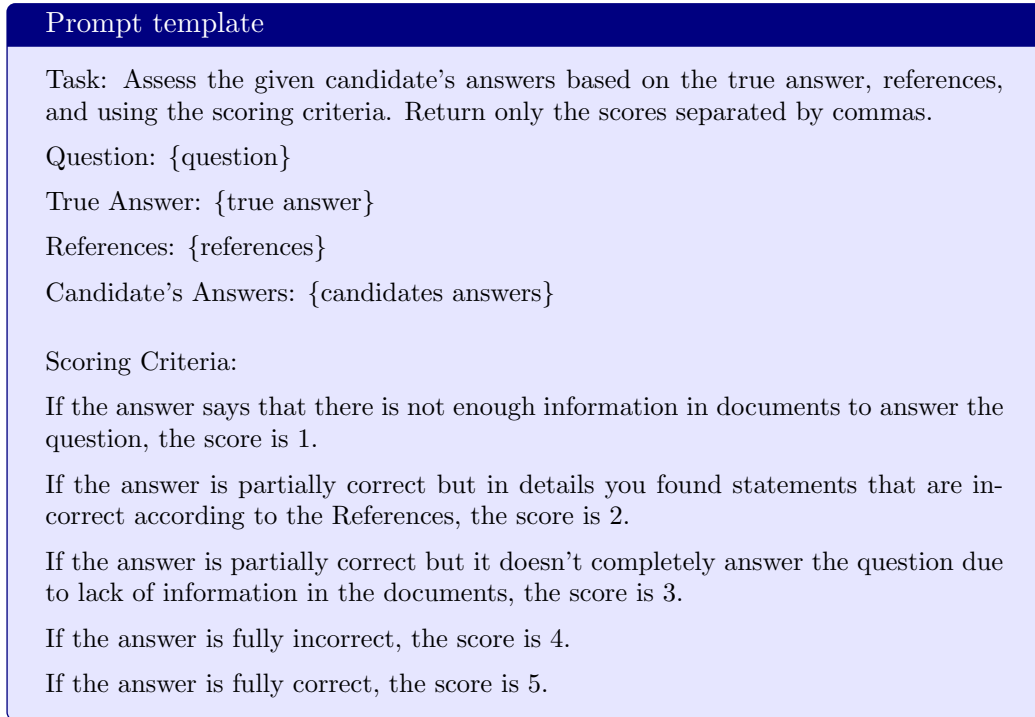 Prompt template
Task: Assess the given candidate's answers based on the true answer, references,
and using the scoring criteria. Return only the scores separated by commas.
Question: {question}
True Answer: {true answer}
References: {references}
Candidate's Answers: {candidates answers}
Scoring Criteria:
If the answer says that there is not enough information in documents to answer the
question, the score is 1.
If the answer is partially correct but in details you found statements that are in-
correct according to the References, the score is 2.
If the answer is partially correct but it doesn't completely answer the question due
to lack of information in the documents, the score is 3.
If the answer is fully incorrect, the score is 4.
If the answer is fully correct, the score is 5.